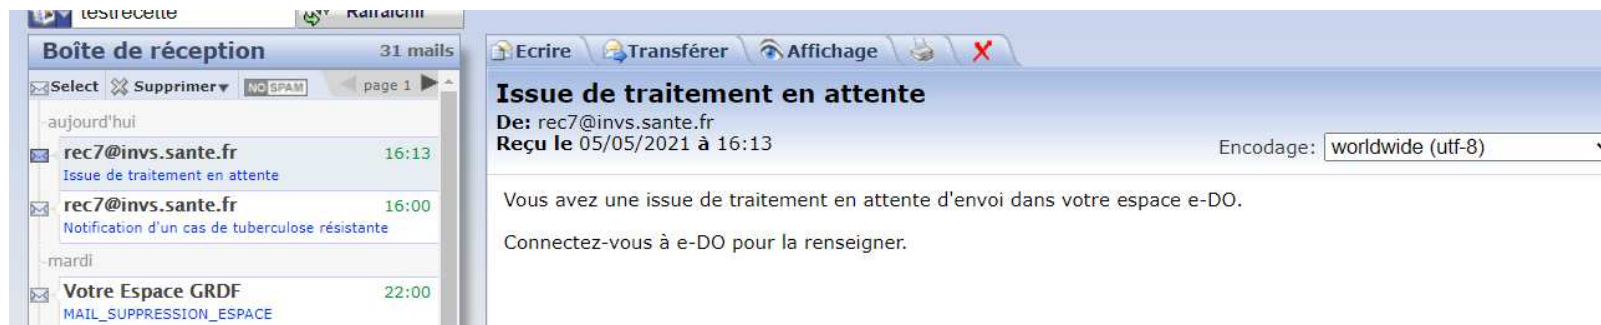 testrecette Rafraîchir
Boîte de réception 31 mails
Select Supprimer▾ NO SPAM page 1
aujourd'hui
rec7@invs.sante.fr 16:13
Issue de traitement en attente
rec7@invs.sante.fr 16:00
Notification d'un cas de tuberculose résistante
mardi
Votre Espace GRDF 22:00
MAIL_SUPPRESSION_ESPACE
Ecrire Transférer Affichage X
Issue de traitement en attente
De: rec7@invs.sante.fr
Reçu le 05/05/2021 à 16:13
Encodage: worldwide (utf-8)
Vous avez une issue de traitement en attente d'envoi dans votre espace e-DO.
Connectez-vous à e-DO pour la renseigner.